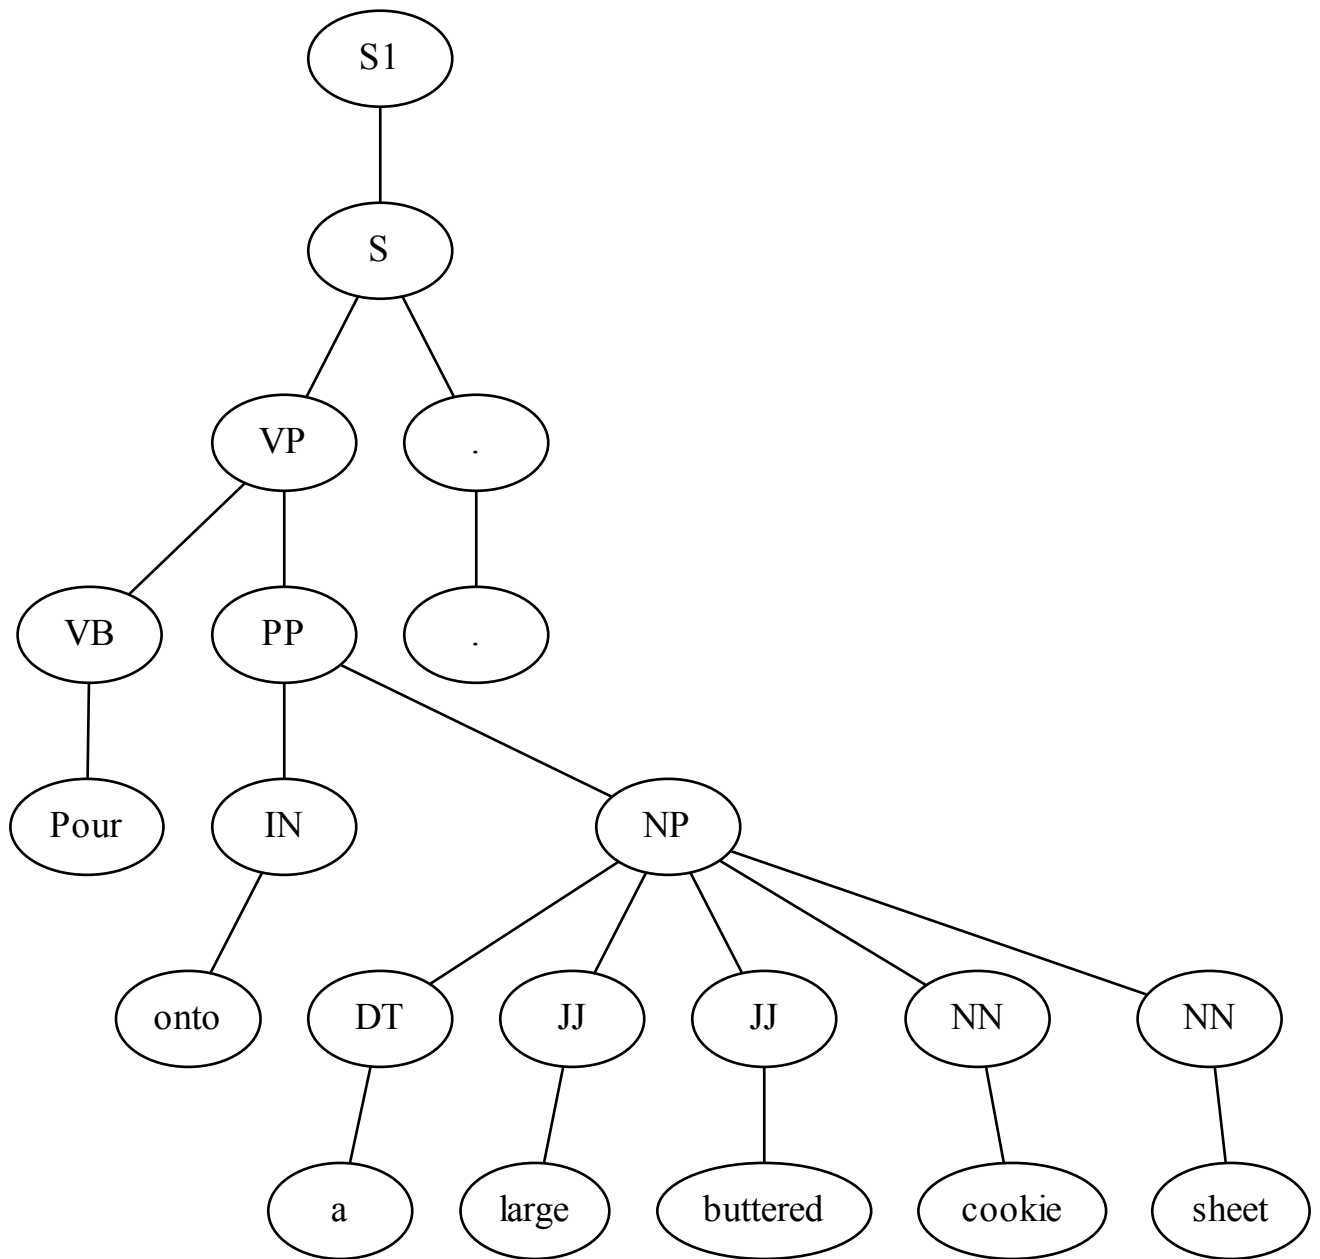 S1
S
VP .
VB PP .
Pour IN NP
onto DT JJ JJ NN NN
a large buttered cookie sheet